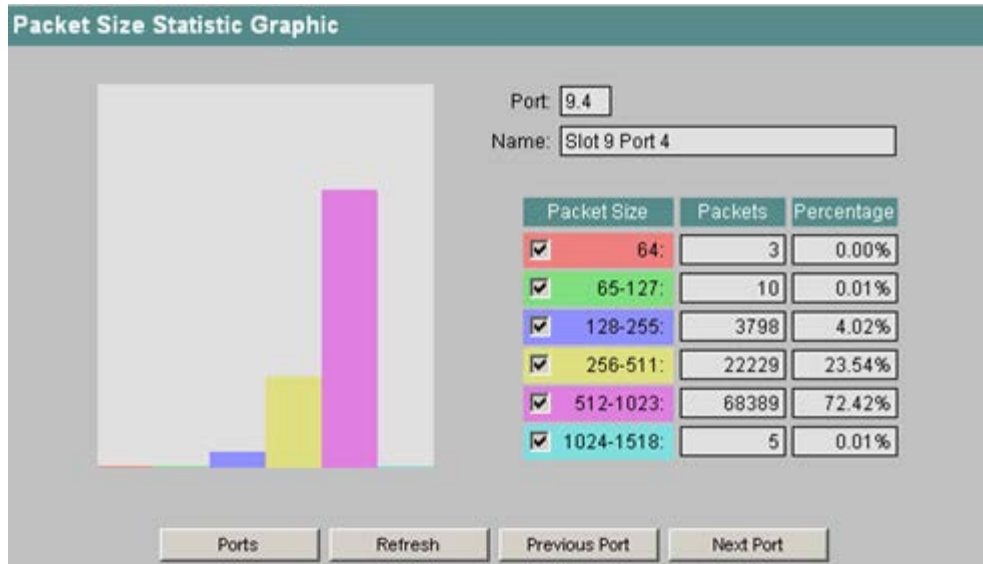 Packet Size Statistic Graphic
Port: 9.4
Name: Slot 9 Port 4
Packet Size Packets Percentage
64: 3 0.00%
65-127: 10 0.01%
128-255: 3798 4.02%
256-511: 22229 23.54%
512-1023: 68389 72.42%
1024-1518: 5 0.01%
Ports Refresh Previous Port Next Port